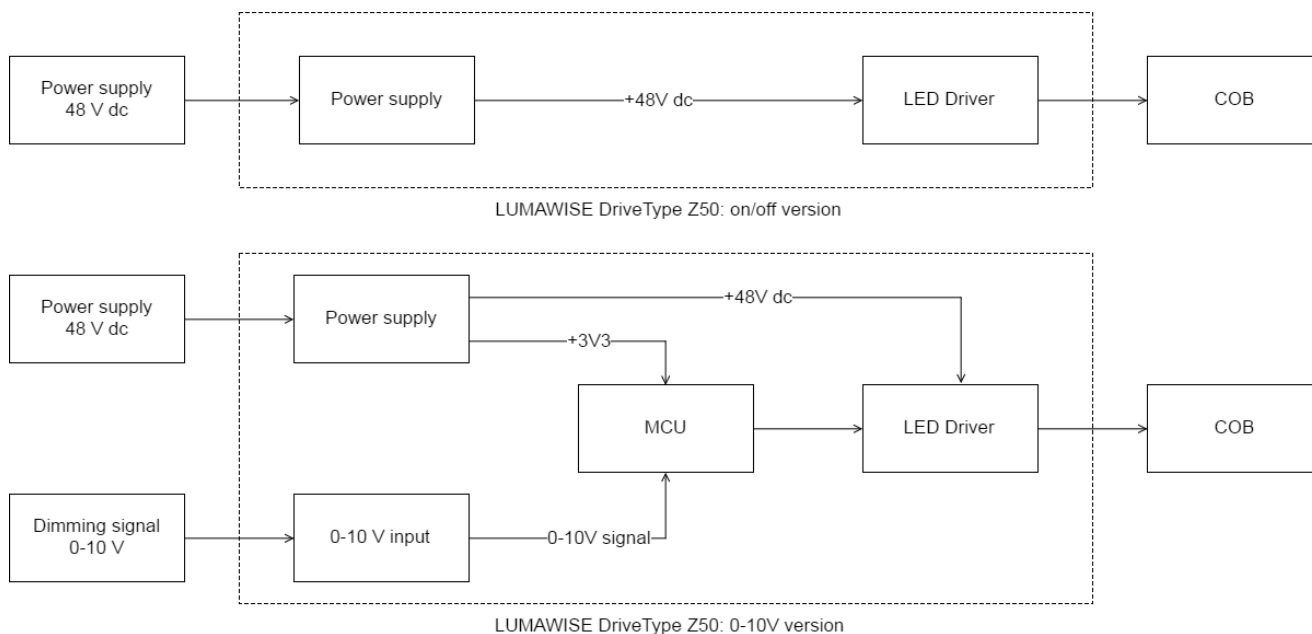 Power supply
48 V dc
Power supply
+48V dc
LED Driver
COB
LUMAWISE DriveType Z50: on/off version
Power supply
48 V dc
Power supply
+48V dc
+3V3
MCU
LED Driver
COB
Dimming signal
0-10 V
0-10 V input
0-10V signal
LUMAWISE DriveType Z50: 0-10V version